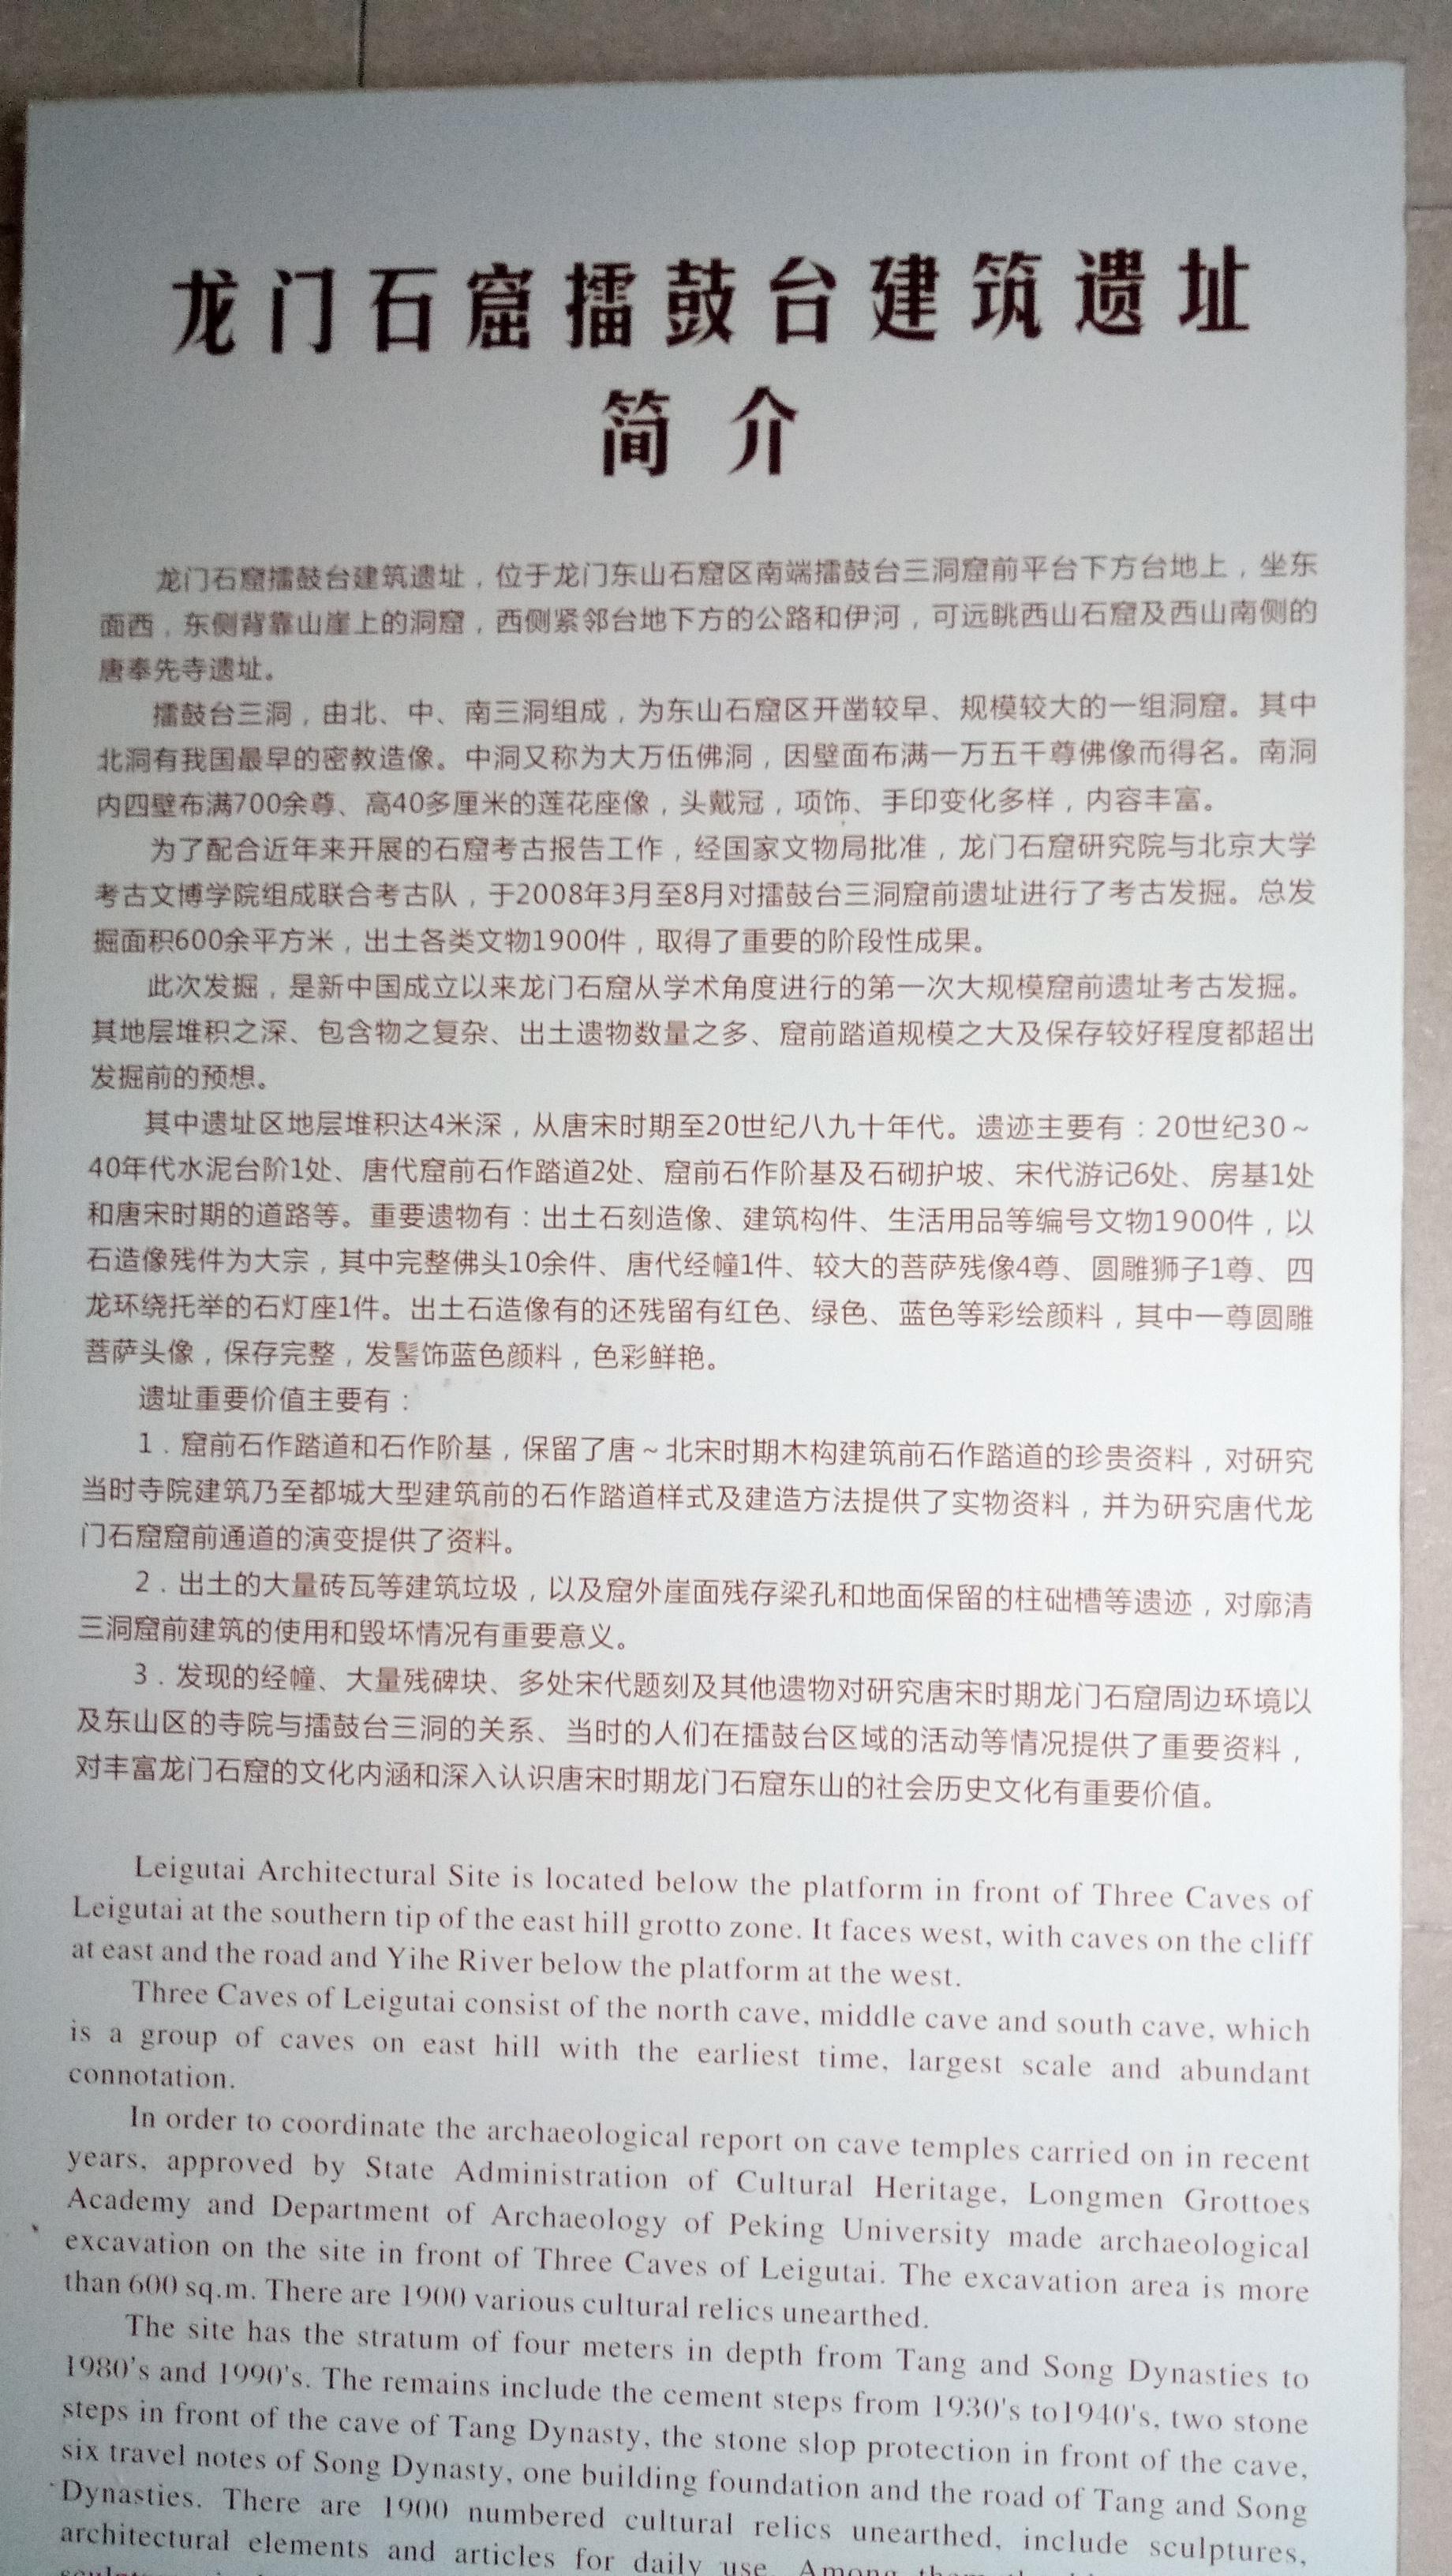 龙门石窟擂鼓台建筑遗址
简介
龙门石窟擂鼓台建筑遗址，位于龙门东山石窟区南端擂鼓台三洞窟前平台下方台地上，坐东
面西，东侧背靠山崖上的洞窟，西侧紧邻台地下方的公路和伊河，可远眺西山石窟及西山南侧的
唐奉先寺遗址。
擂鼓台三洞，由北、中、南三洞组成，为东山石窟区开凿较早、规模较大的一组洞窟。其中
北洞有我国最早的密教造像。中洞又称为大万伍佛洞，因壁面布满一万五千尊佛像而得名。南洞
内四壁布满700余尊、高40多厘米的莲花座像，头戴冠，项饰、手印变化多样，内容丰富。
为了配合近年来开展的石窟考古报告工作，经国家文物局批准，龙门石窟研究院与北京大学
考古文博学院组成联合考古队，于2008年3月至8月对擂鼓台三洞窟前遗址进行了考古发掘。总发
掘面积600余平方米，出土各类文物1900件，取得了重要的阶段性成果。
此次发掘，是新中国成立以来龙门石窟从学术角度进行的第一次大规模窟前遗址考古发掘。
其地层堆积之深、包含物之复杂、出土遗物数量之多、窟前踏道规模之大及保存较好程度都超出
发掘前的预想。
其中遗址区地层堆积达4米深，从唐宋时期至20世纪八九十年代。遗迹主要有：20世纪30～
40年代水泥台阶1处、唐代窟前石作踏道2处、窟前石作阶基及石砌护坡、宋代游记6处、房基1处
和唐宋时期的道路等。重要遗物有：出土石刻造像、建筑构件、生活用品等编号文物1900件，以
石造像残件为大宗，其中完整佛头10余件、唐代经幢1件、较大的菩萨残像4尊、圆雕狮子1尊、四
龙环绕托举的石灯座1件。出土石造像有的还残留有红色、绿色、蓝色等彩绘颜料，其中一尊圆雕
菩萨头像，保存完整，发髻饰蓝色颜料，色彩鲜艳。
遗址重要价值主要有：
1．窟前石作踏道和石作阶基，保留了唐～北宋时期木构建筑前石作踏道的珍贵资料，对研究
当时寺院建筑乃至都城大型建筑前的石作踏道样式及建造方法提供了实物资料，并为研究唐代龙
门石窟窟前通道的演变提供了资料。
2．出土的大量砖瓦等建筑垃圾，以及窟外崖面残存梁孔和地面保留的柱础槽等遗迹，对廓清
三洞窟前建筑的使用和毁坏情况有重要意义。
3．发现的经幢、大量残碑块、多处宋代题刻及其他遗物对研究唐宋时期龙门石窟周边环境以
及东山区的寺院与擂鼓台三洞的关系、当时的人们在擂鼓台区域的活动等情况提供了重要资料，
对丰富龙门石窟的文化内涵和深入认识唐宋时期龙门石窟东山的社会历史文化有重要价值。
Leigutai Architectural Site is located below the platform in front of Three Caves of
Leigutai at the southern tip of the east hill grotto zone. It faces west, with caves on the cliff
at east and the road and Yihe River below the platform at the west.
Three Caves of Leigutai consist of the north cave, middle cave and south cave, which
is a group of caves on east hill with the earliest time, largest scale and abundant
connotation.
In order to coordinate the archaeological report on cave temples carried on in recent
years, approved by State Administration of Cultural Heritage, Longmen Grottoes
Academy and Department of Archaeology of Peking University made archaeological
excavation on the site in front of Three Caves of Leigutai. The excavation area is more
than 600 sq.m. There are 1900 various cultural relics unearthed.
The site has the stratum of four meters in depth from Tang and Song Dynasties to
1980's and 1990's. The remains include the cement steps from 1930's to1940's, two stone
steps in front of the cave of Tang Dynasty, the stone slop protection in front of the cave,
six travel notes of Song Dynasty, one building foundation and the road of Tang and Song
Dynasties. There are 1900 numbered cultural relics unearthed, include sculptures,
architectural elements and articles for daily use. Among